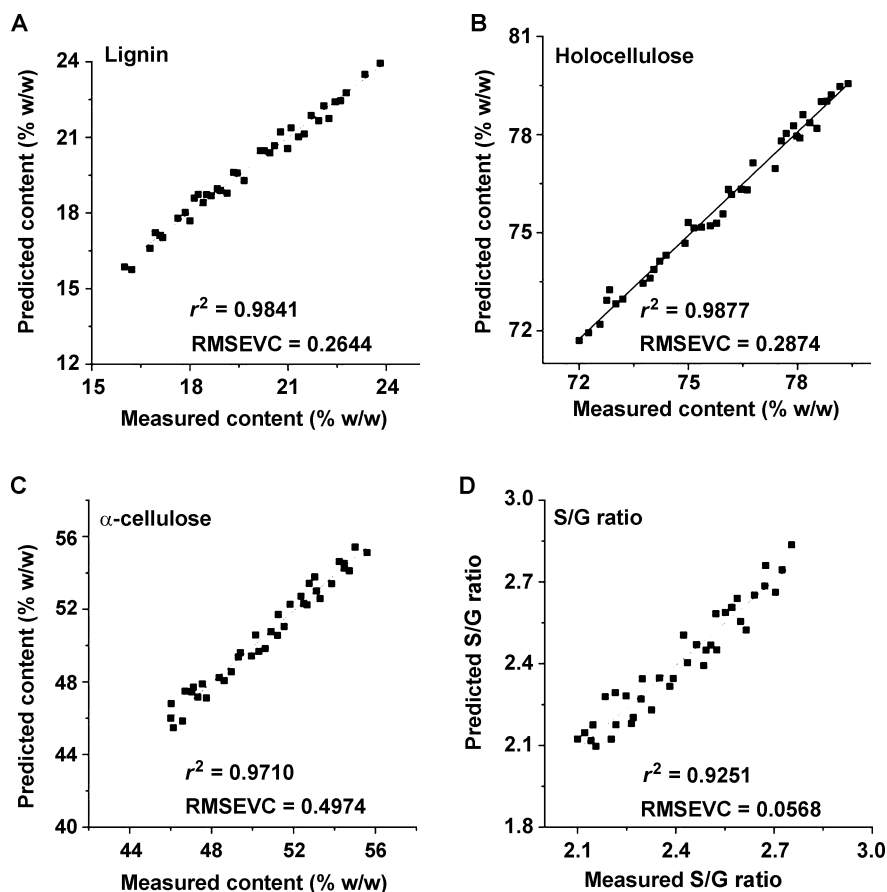 A
Lignin
Predicted content (% w/w)
24
21
18
15
12
r² = 0.9841
RMSEVC = 0.2644
15 18 21 24
Measured content (% w/w)
B
Holocellulose
Predicted content (% w/w)
81
78
75
72
r² = 0.9877
RMSEVC = 0.2874
72 75 78
Measured content (% w/w)
C
α-cellulose
Predicted content (% w/w)
56
52
48
44
40
r² = 0.9710
RMSEVC = 0.4974
44 48 52 56
Measured content (% w/w)
D
S/G ratio
Predicted S/G ratio
3.0
2.7
2.4
2.1
1.8
r² = 0.9251
RMSEVC = 0.0568
2.1 2.4 2.7 3.0
Measured S/G ratio